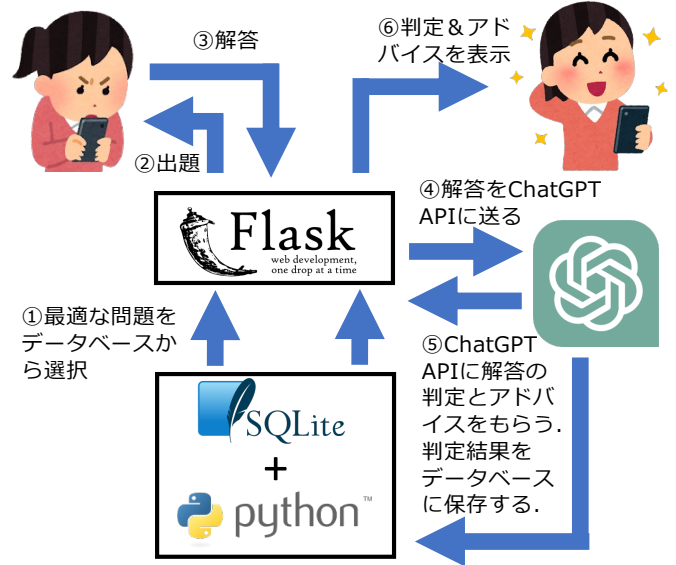 ③解答
⑥判定＆アド
バイスを表示
②出題
④解答をChatGPT
APIに送る
Flask
web development,
one drop at a time
①最適な問題を
データベースか
ら選択
⑤ChatGPT
APIに解答の
判定とアドバ
イスをもらう．
判定結果を
データベース
に保存する．
SQLite
+
python™